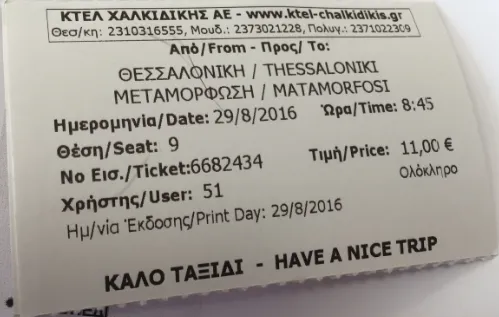 ΚΤΕΛ ΧΑΛΚΙΔΙΚΗΣ ΑΕ - www.ktel-chalkidikis.gr
Θεσ/κη: 2310316555, Μουδ.: 2373021228, Πολυγ.: 2371022309
Από/From - Προς/ To:
ΘΕΣΣΑΛΟΝΙΚΗ / THESSALONIKI
ΜΕΤΑΜΟΡΦΩΣΗ / MATAMORFOSI
Ημερομηνία/Date: 29/8/2016 Ώρα/Time: 8:45
Θέση/Seat: 9
Νο Εισ./Ticket:6682434 Τιμή/Price: 11,00 €
Ολόκληρο
Χρήστης/User: 51
Ημ/νία Έκδοσης/Print Day: 29/8/2016
ΚΑΛΟ ΤΑΞΙΔΙ - HAVE A NICE TRIP